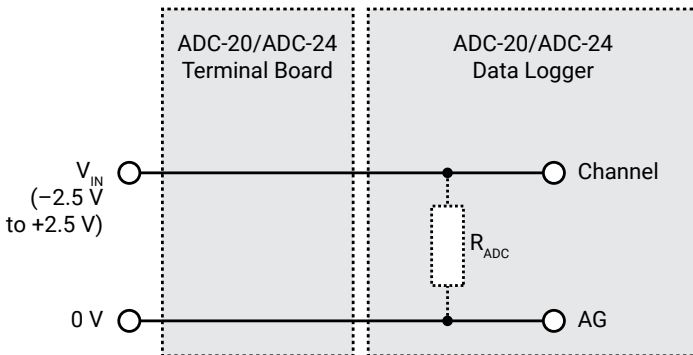 ADC-20/ADC-24
Terminal Board
ADC-20/ADC-24
Data Logger
V_IN
(−2.5 V
to +2.5 V)
Channel
R_ADC
0 V
AG